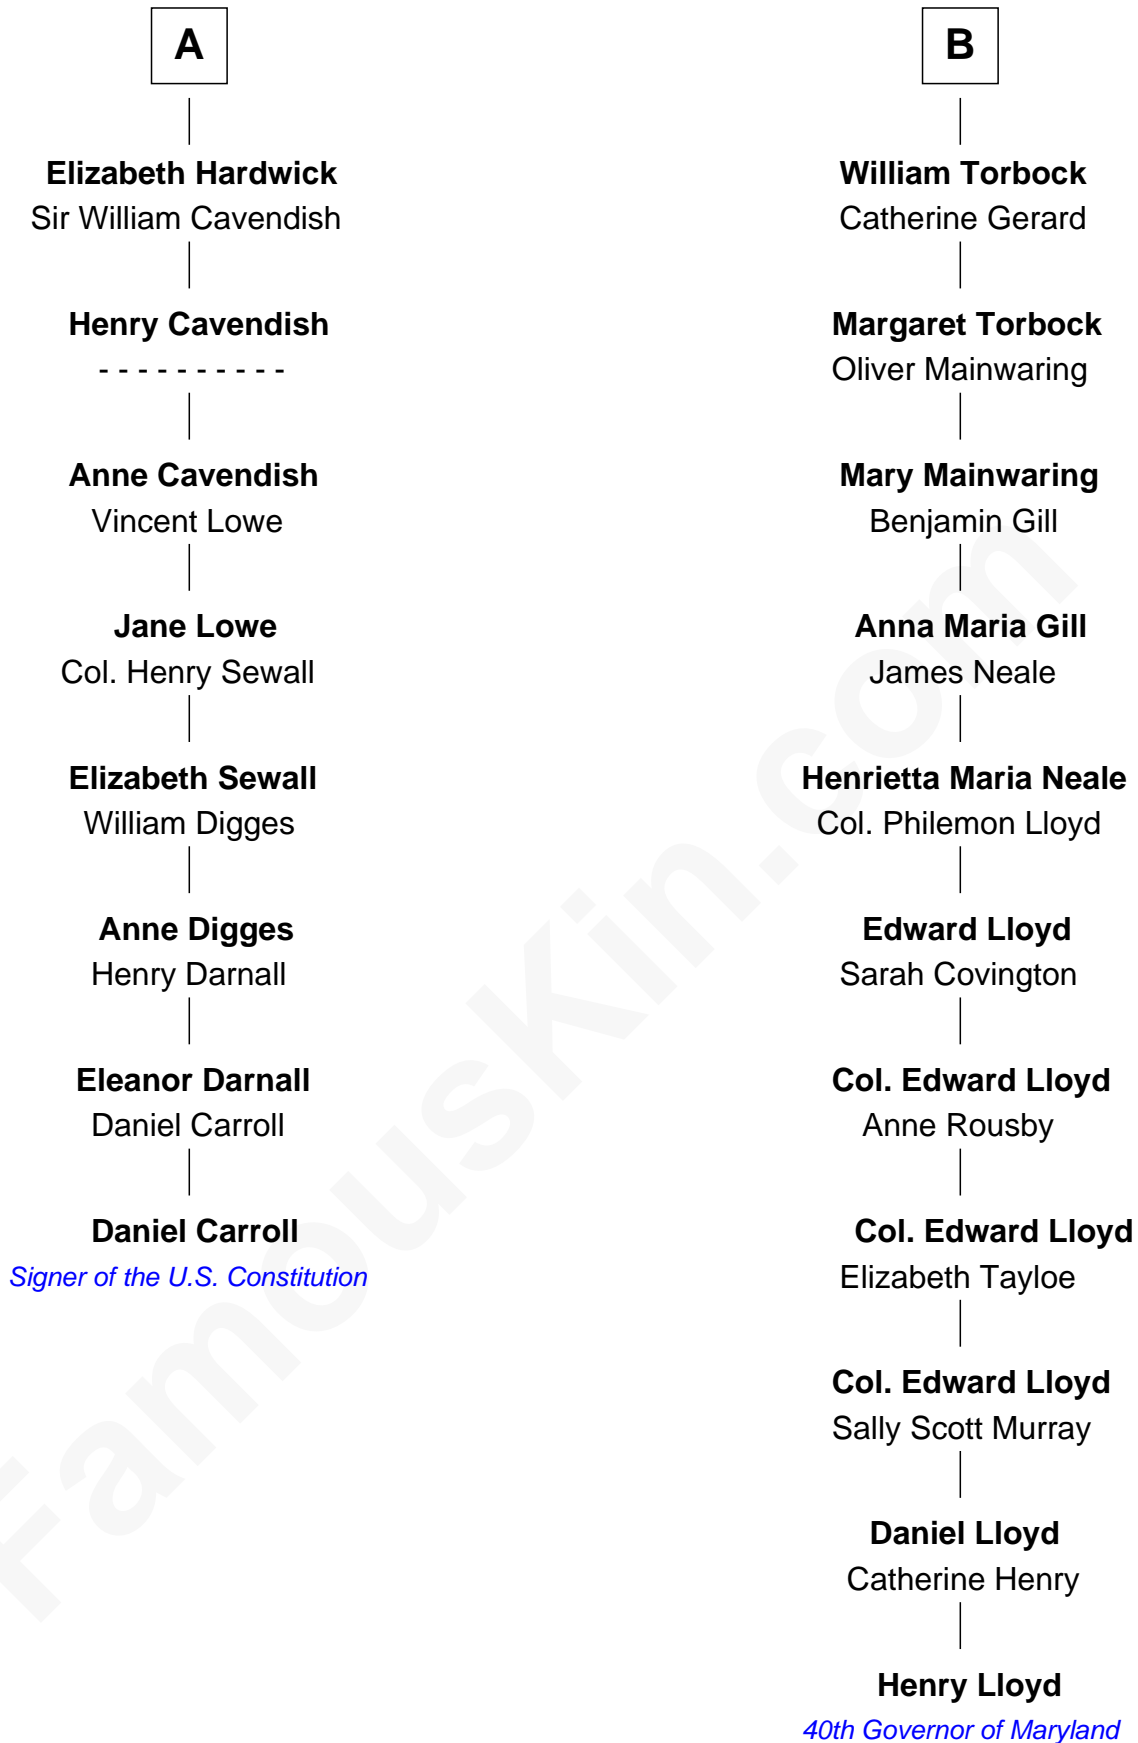 A
Elizabeth Hardwick
Sir William Cavendish
Henry Cavendish
- - - - - - - - - -
Anne Cavendish
Vincent Lowe
Jane Lowe
Col. Henry Sewall
Elizabeth Sewall
William Digges
Anne Digges
Henry Darnall
Eleanor Darnall
Daniel Carroll
Daniel Carroll
Signer of the U.S. Constitution
B
William Torbock
Catherine Gerard
Margaret Torbock
Oliver Mainwaring
Mary Mainwaring
Benjamin Gill
Anna Maria Gill
James Neale
Henrietta Maria Neale
Col. Philemon Lloyd
Edward Lloyd
Sarah Covington
Col. Edward Lloyd
Anne Rousby
Col. Edward Lloyd
Elizabeth Tayloe
Col. Edward Lloyd
Sally Scott Murray
Daniel Lloyd
Catherine Henry
Henry Lloyd
40th Governor of Maryland
FamousKin.com